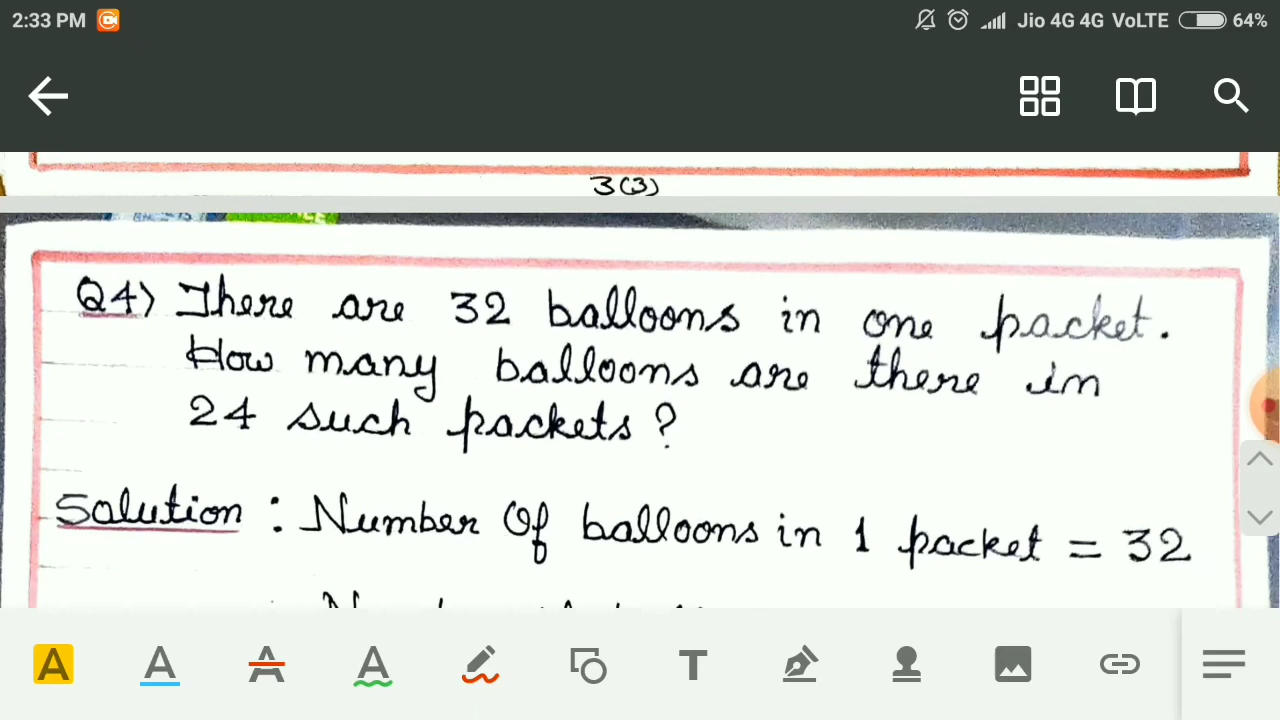 2:33 PM Jio 4G 4G VoLTE 64%
3(3)
Q4) There are 32 balloons in one packet.
How many balloons are there in
24 such packets?
Solution : Number Of balloons in 1 packet = 32
A A A A T